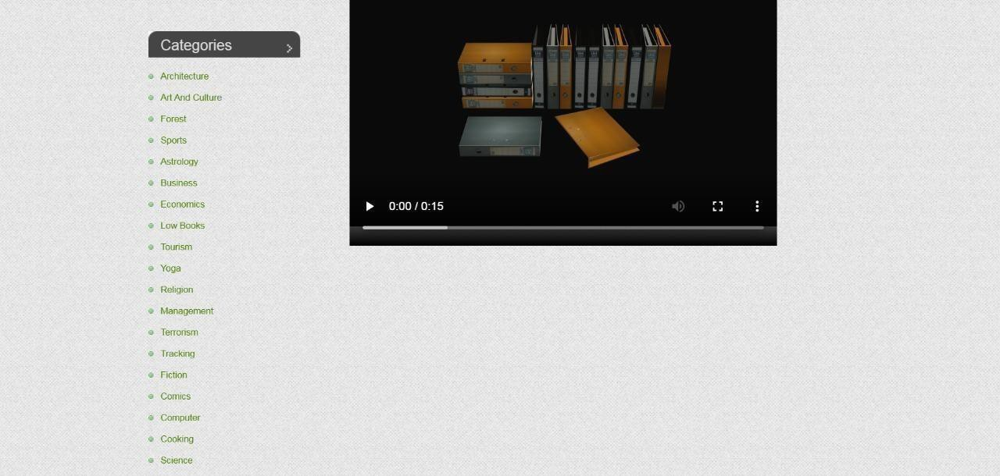 Categories
Architecture
Art And Culture
Forest
Sports
Astrology
Business
Economics
Low Books
Tourism
Yoga
Religion
Management
Terrorism
Tracking
Fiction
Comics
Computer
Cooking
Science
0:00 / 0:15